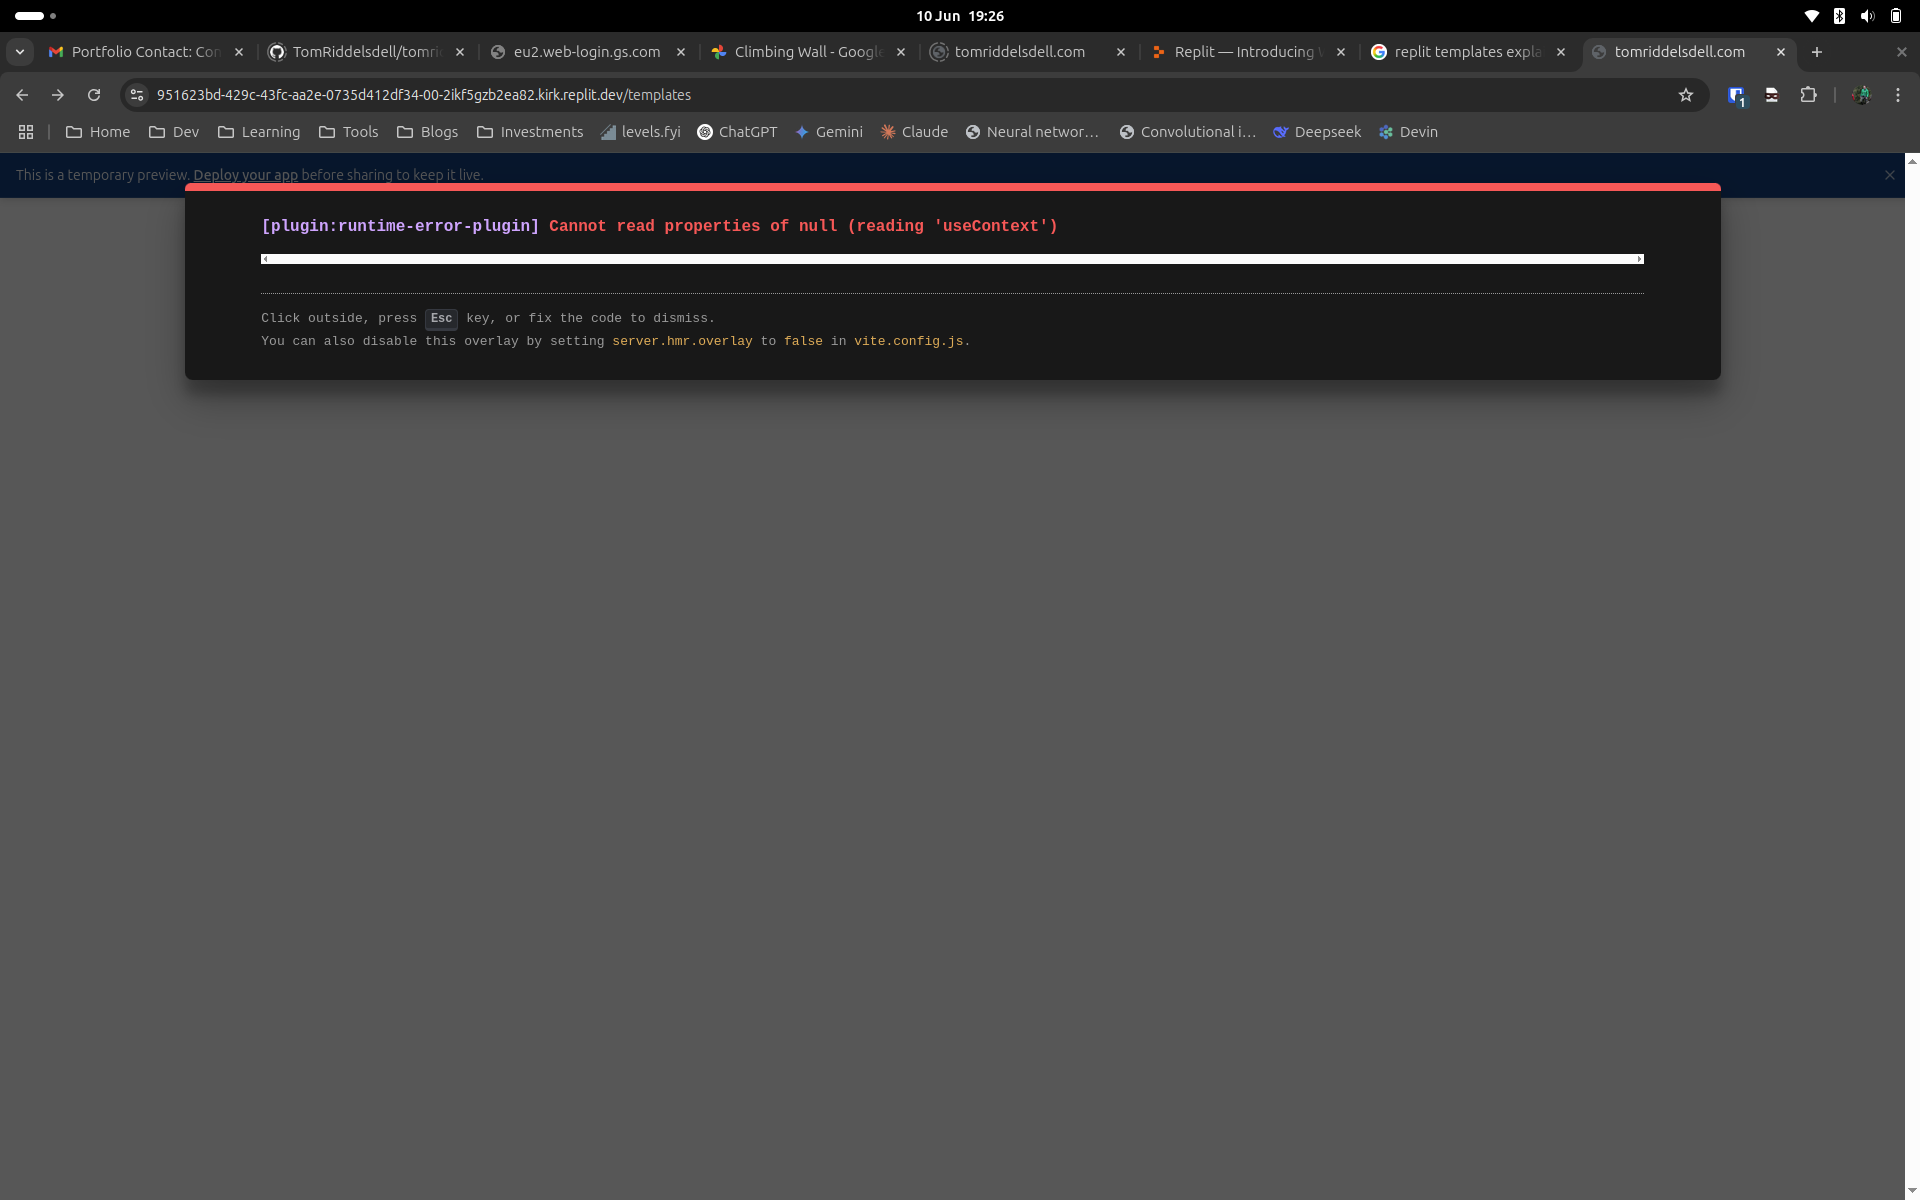 10 Jun 19:26
Portfolio Contact: Con
TomRiddelsdell/tomric
eu2.web-login.gs.com
Climbing Wall - Google
tomriddelsdell.com
Replit — Introducing
replit templates expla
tomriddelsdell.com
951623bd-429c-43fc-aa2e-0735d412df34-00-2ikf5gzb2ea82.kirk.replit.dev/templates
1
Home Dev Learning Tools Blogs Investments levels.fyi ChatGPT Gemini Claude Neural networ… Convolutional i… Deepseek Devin
This is a temporary preview. Deploy your app before sharing to keep it live.
[plugin:runtime-error-plugin] Cannot read properties of null (reading 'useContext')
Click outside, press Esc key, or fix the code to dismiss.
You can also disable this overlay by setting server.hmr.overlay to false in vite.config.js.